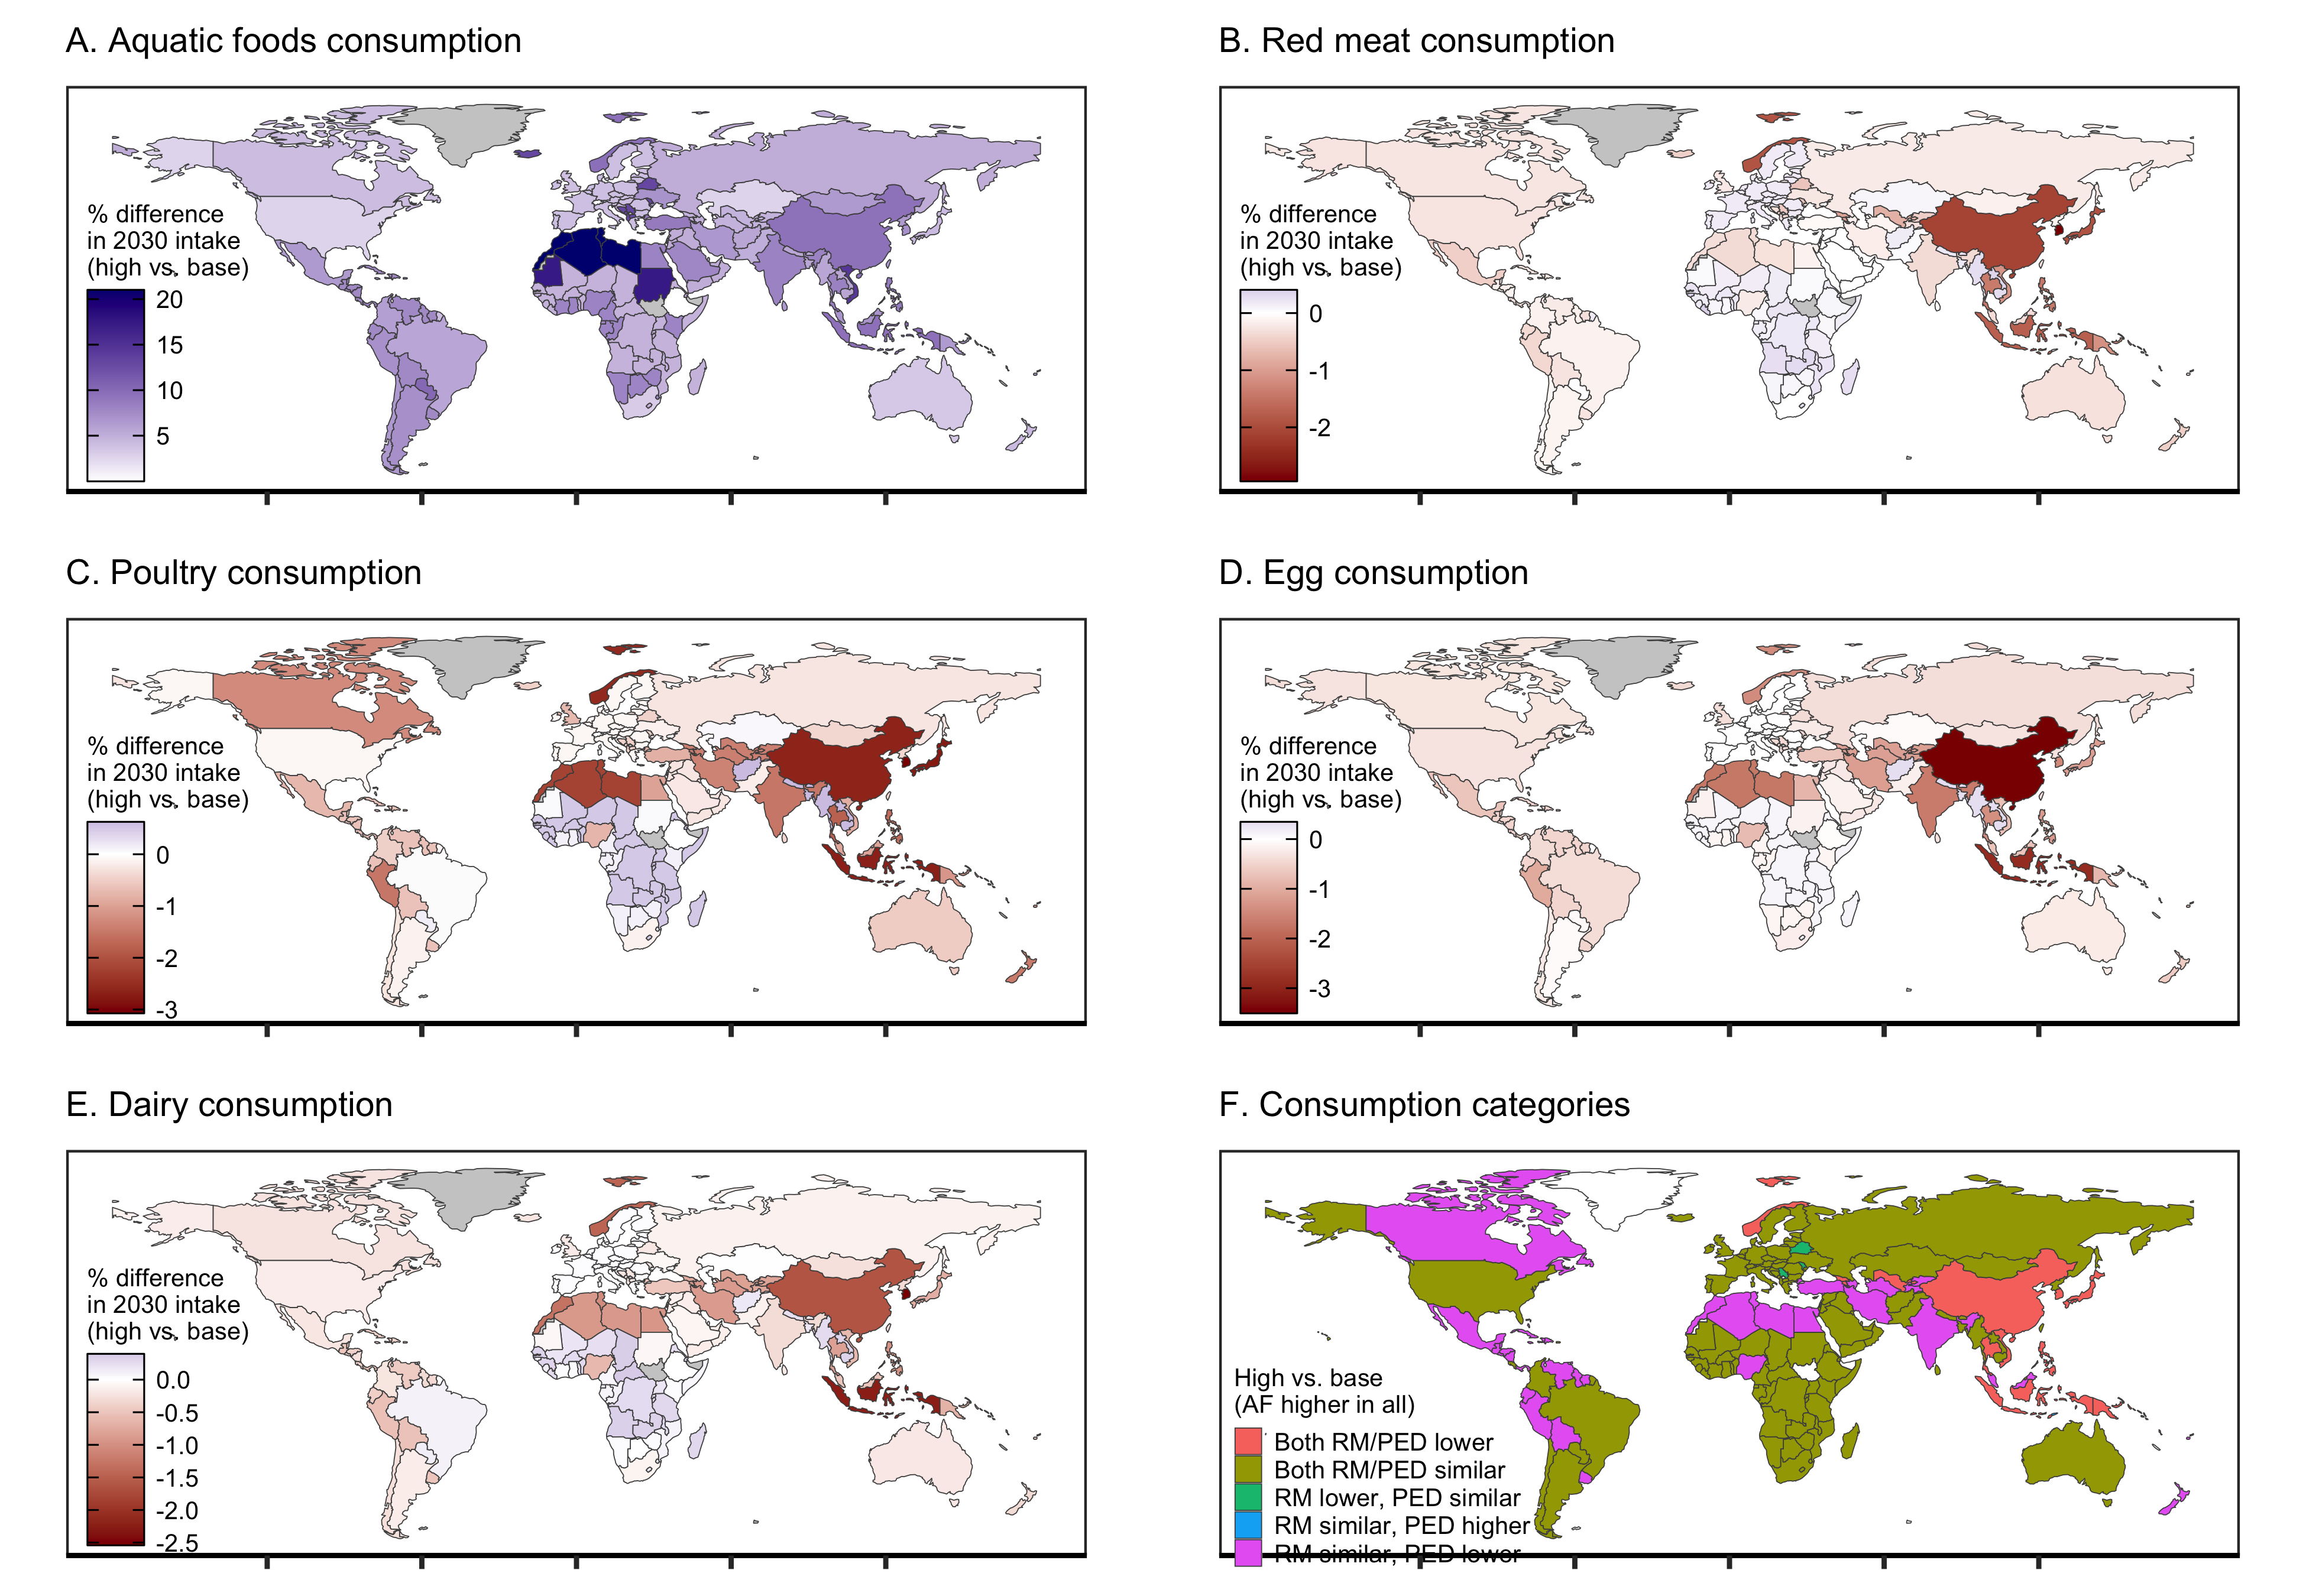 A. Aquatic foods consumption
% difference
in 2030 intake
(high vs. base)
20
15
10
5
B. Red meat consumption
% difference
in 2030 intake
(high vs. base)
0
-1
-2
C. Poultry consumption
% difference
in 2030 intake
(high vs. base)
0
-1
-2
-3
D. Egg consumption
% difference
in 2030 intake
(high vs. base)
0
-1
-2
-3
E. Dairy consumption
% difference
in 2030 intake
(high vs. base)
0.0
-0.5
-1.0
-1.5
-2.0
-2.5
F. Consumption categories
High vs. base
(AF higher in all)
Both RM/PED lower
Both RM/PED similar
RM lower, PED similar
RM similar, PED higher
RM similar, PED lower